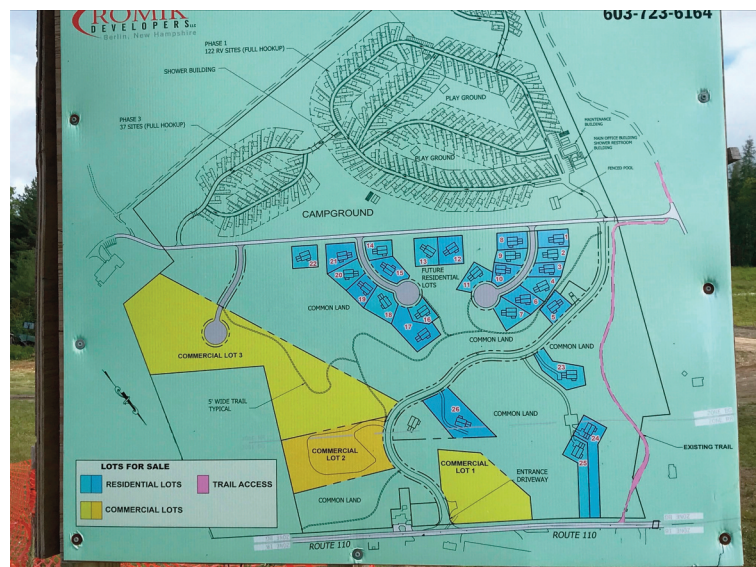 ROMIK
DEVELOPERS LLC
Berlin, New Hampshire
603-723-6164
PHASE 1
122 RV SITES (FULL HOOKUP)
SHOWER BUILDING
PHASE 3
37 SITES (FULL HOOKUP)
PLAY GROUND
PLAY GROUND
MAINTENANCE
BUILDING
MAIN OFFICE BUILDING
SHOWER RESTROOM
BUILDING
FENCED POOL
CAMPGROUND
22
21
20
19
18
17
16
15
14
13
12
11
10
9
8
7
6
5
4
3
2
1
FUTURE
RESIDENTIAL
LOTS
COMMON LAND
COMMON LAND
COMMON LAND
COMMERCIAL LOT 3
23
5' WIDE TRAIL
TYPICAL
26
COMMON
LAND
24
25
EXISTING TRAIL
COMMERCIAL
LOT 2
COMMERCIAL
LOT 1
ENTRANCE
DRIVEWAY
COMMON LAND
LOTS FOR SALE
RESIDENTIAL LOTS
TRAIL ACCESS
COMMERCIAL LOTS
ROUTE 110
ROUTE 110